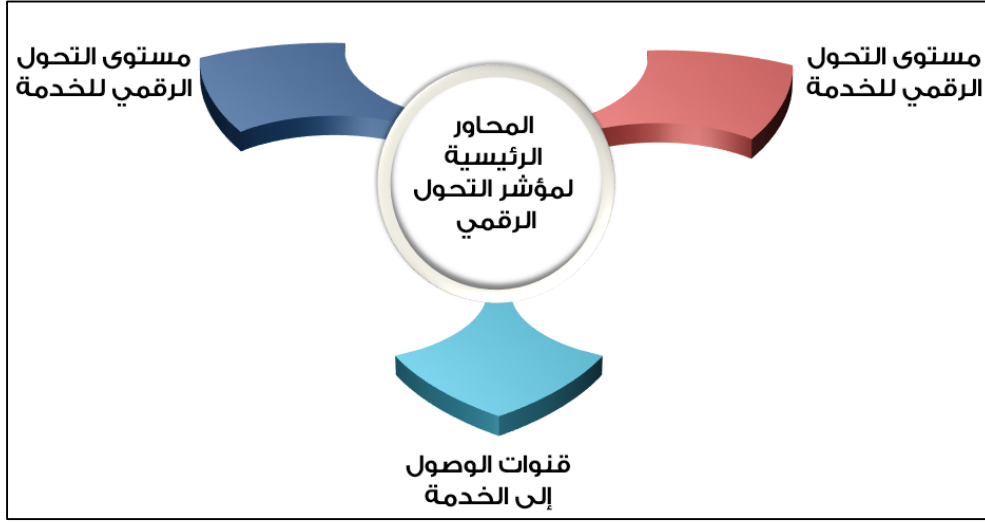 مستوى التحول
الرقمي للخدمة
مستوى التحول
الرقمي للخدمة
المحاور
الرئيسية
لمؤشر التحول
الرقمي
قنوات الوصول
إلى الخدمة